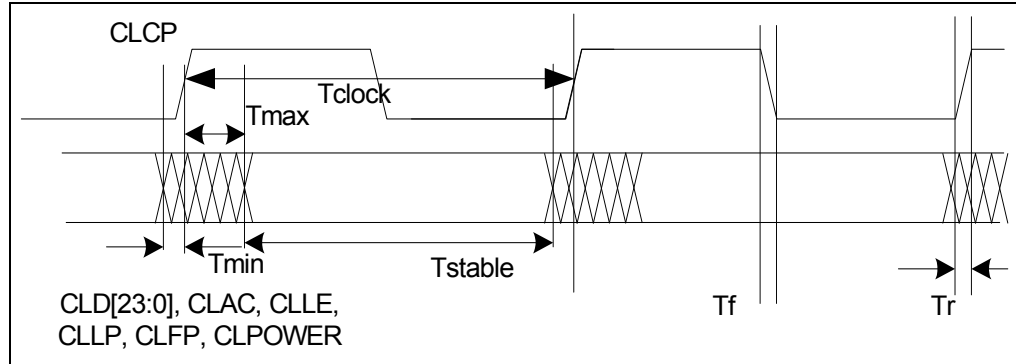 CLCP
Tclock
Tmax
Tmin
Tstable
Tf
Tr
CLD[23:0], CLAC, CLLE,
CLLP, CLFP, CLPOWER